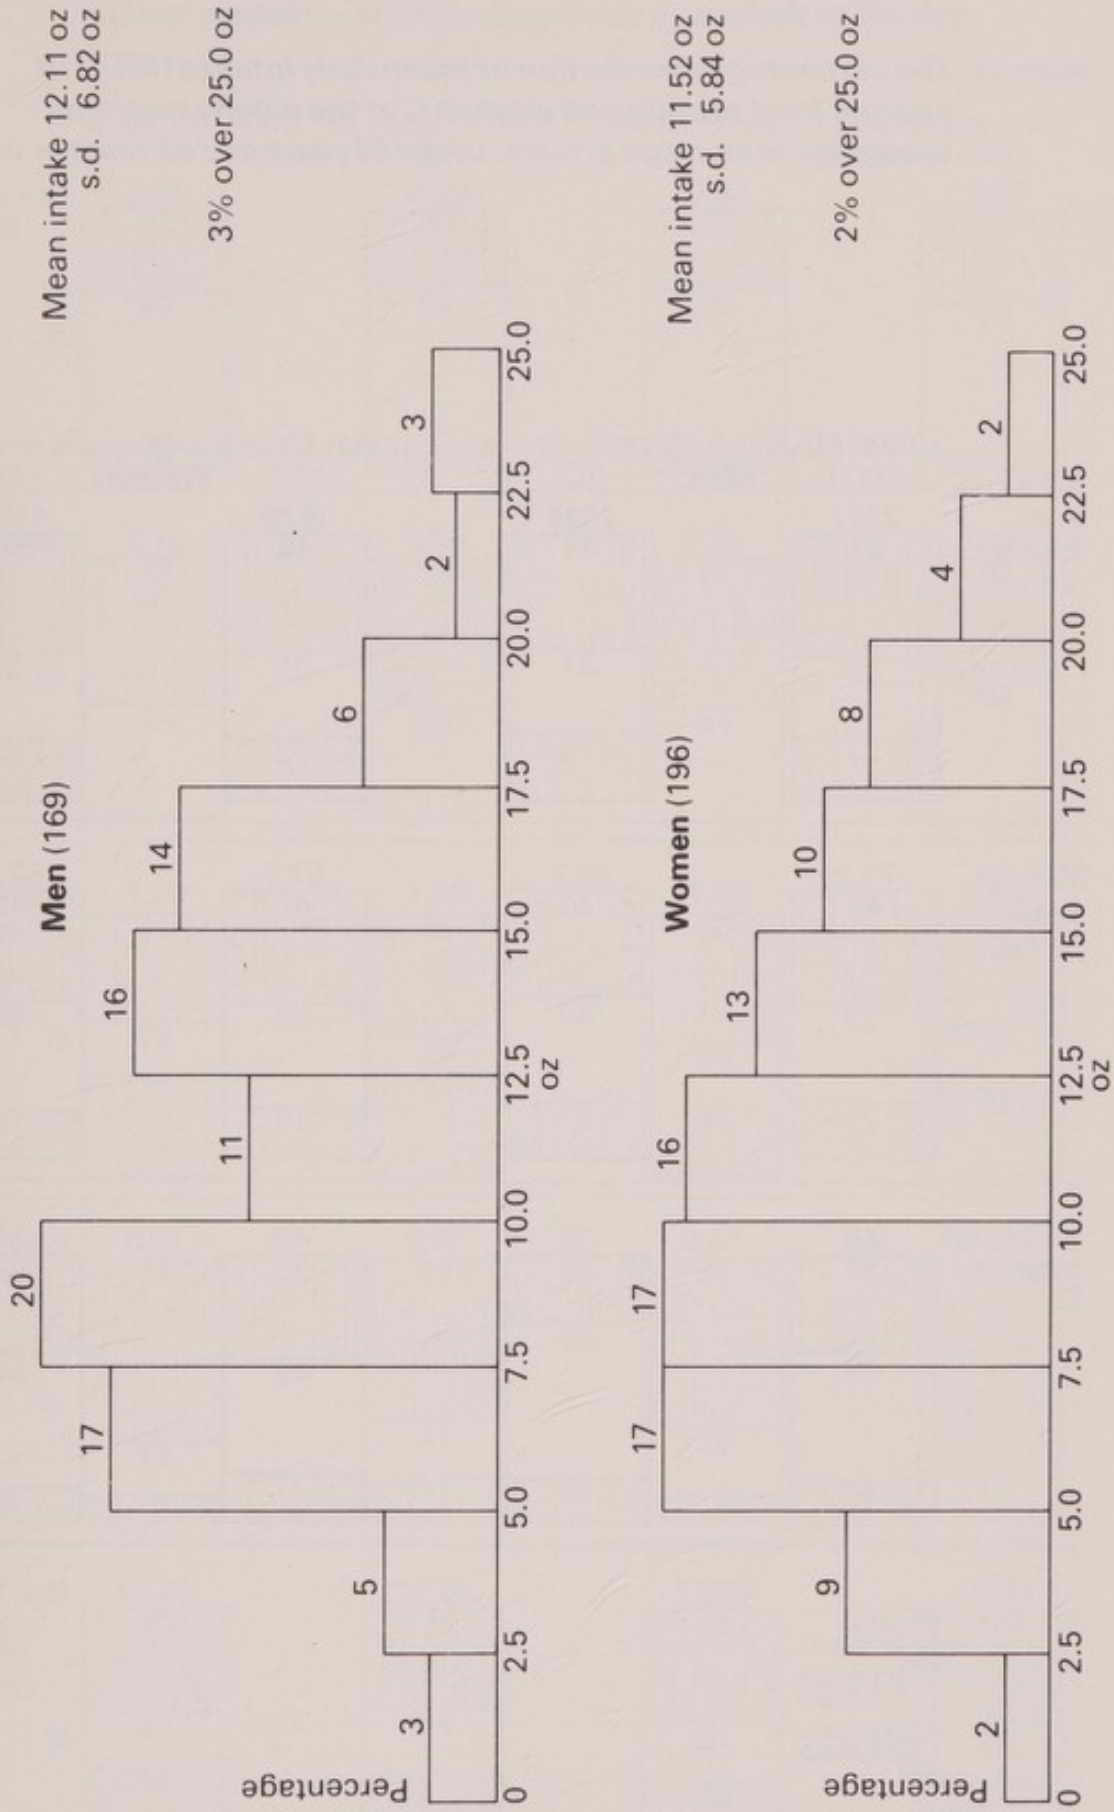 Men (169)
Mean intake 12.11 oz
s.d. 6.82 oz
3% over 25.0 oz
Percentage
3
5
17
20
11
16
14
6
2
3
0 2.5 5.0 7.5 10.0 12.5 15.0 17.5 20.0 22.5 25.0
oz
Women (196)
Mean intake 11.52 oz
s.d. 5.84 oz
2% over 25.0 oz
Percentage
2
9
17
17
16
13
10
8
4
2
0 2.5 5.0 7.5 10.0 12.5 15.0 17.5 20.0 22.5 25.0
oz